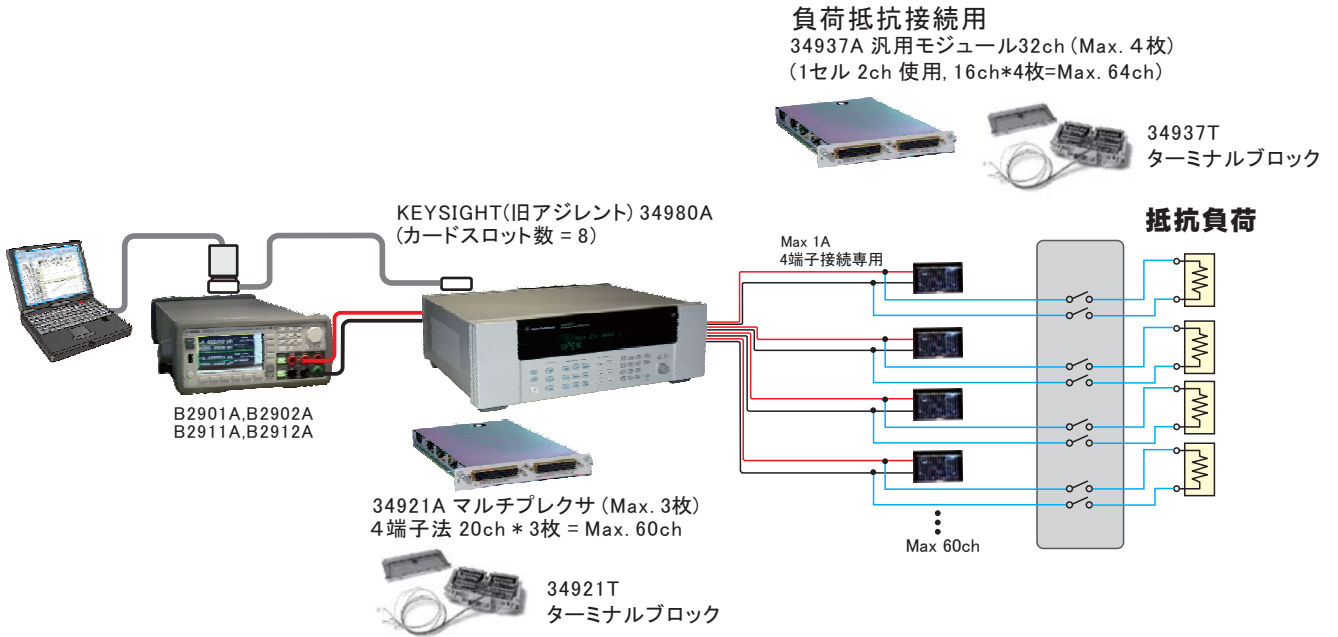 負荷抵抗接続用
34937A 汎用モジュール32ch (Max. 4枚)
(1セル 2ch 使用, 16ch*4枚=Max. 64ch)
34937T
ターミナルブロック
KEYSIGHT(旧アジレント) 34980A
(カードスロット数 = 8)
抵抗負荷
Max 1A
4端子接続専用
B2901A,B2902A
B2911A,B2912A
34921A マルチプレクサ (Max. 3枚)
4端子法 20ch * 3枚 = Max. 60ch
Max 60ch
34921T
ターミナルブロック